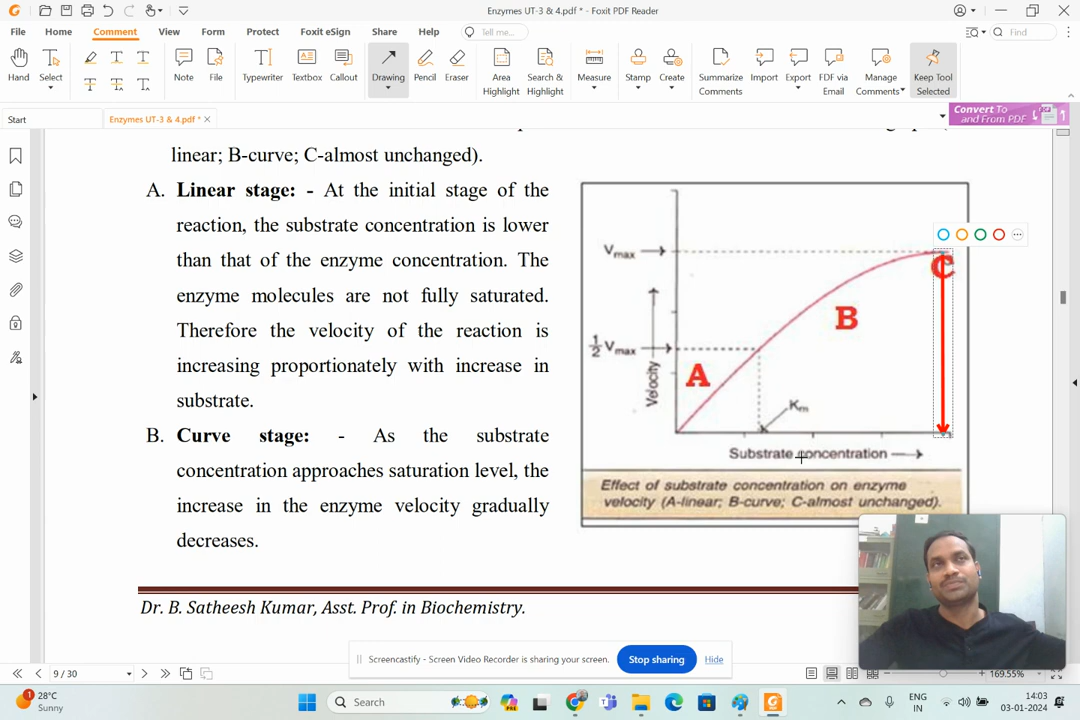 Enzymes UT-3 & 4.pdf * - Foxit PDF Reader
File Home Comment View Form Protect Foxit eSign Share Help Tell me... Find
Hand Select Note File Typewriter Textbox Callout Drawing Pencil Eraser Area Highlight Search & Highlight Measure Stamp Create Summarize Comments Import Export FDF via Email Manage Comments Keep Tool Selected
Start Enzymes UT-3 & 4.pdf *
Convert To and From PDF
linear; B-curve; C-almost unchanged).
A. Linear stage: - At the initial stage of the
reaction, the substrate concentration is lower
than that of the enzyme concentration. The
enzyme molecules are not fully saturated.
Therefore the velocity of the reaction is
increasing proportionately with increase in
substrate.
B. Curve stage: - As the substrate
concentration approaches saturation level, the
increase in the enzyme velocity gradually
decreases.
Vmax
C
B
1/2 Vmax
A
Velocity
Km
Substrate concentration
Effect of substrate concentration on enzyme
velocity (A-linear; B-curve; C-almost unchanged).
Dr. B. Satheesh Kumar, Asst. Prof. in Biochemistry.
Screencastify - Screen Video Recorder is sharing your screen. Stop sharing Hide
9 / 30
169.55%
28°C
Sunny
Search
PRE
ENG
IN
14:03
03-01-2024